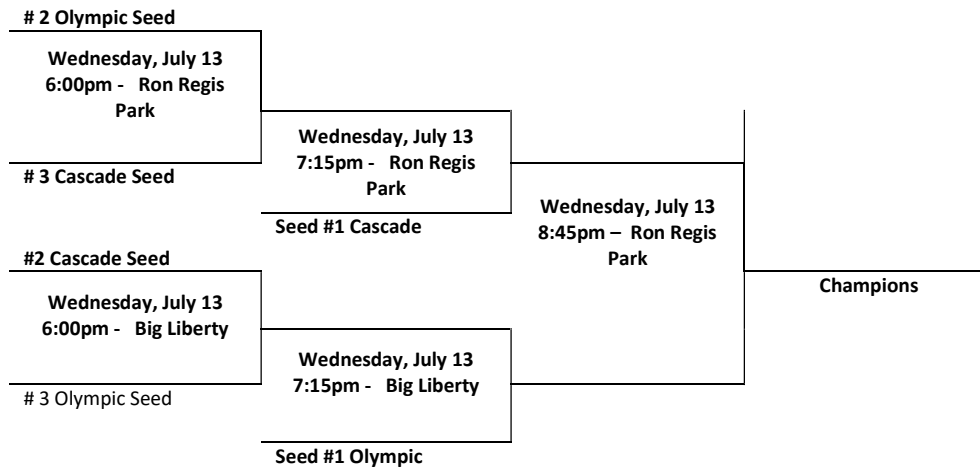 # 2 Olympic Seed
Wednesday, July 13
6:00pm - Ron Regis
Park
# 3 Cascade Seed
Wednesday, July 13
7:15pm - Ron Regis
Park
Seed #1 Cascade
Wednesday, July 13
8:45pm – Ron Regis
Park
#2 Cascade Seed
Wednesday, July 13
6:00pm - Big Liberty
# 3 Olympic Seed
Wednesday, July 13
7:15pm - Big Liberty
Seed #1 Olympic
Champions